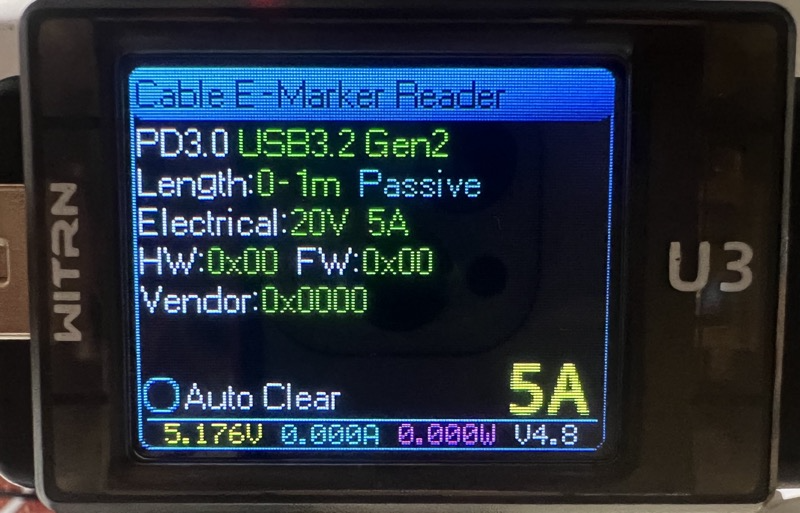 Cable E-Marker Reader
PD3.0 USB3.2 Gen2
Length:0-1m Passive
Electrical:20V 5A
HW:0x00 FW:0x00
Vendor:0x0000
Auto Clear
5A
5.176V 0.000A 0.000W V4.8
WITRN
U3